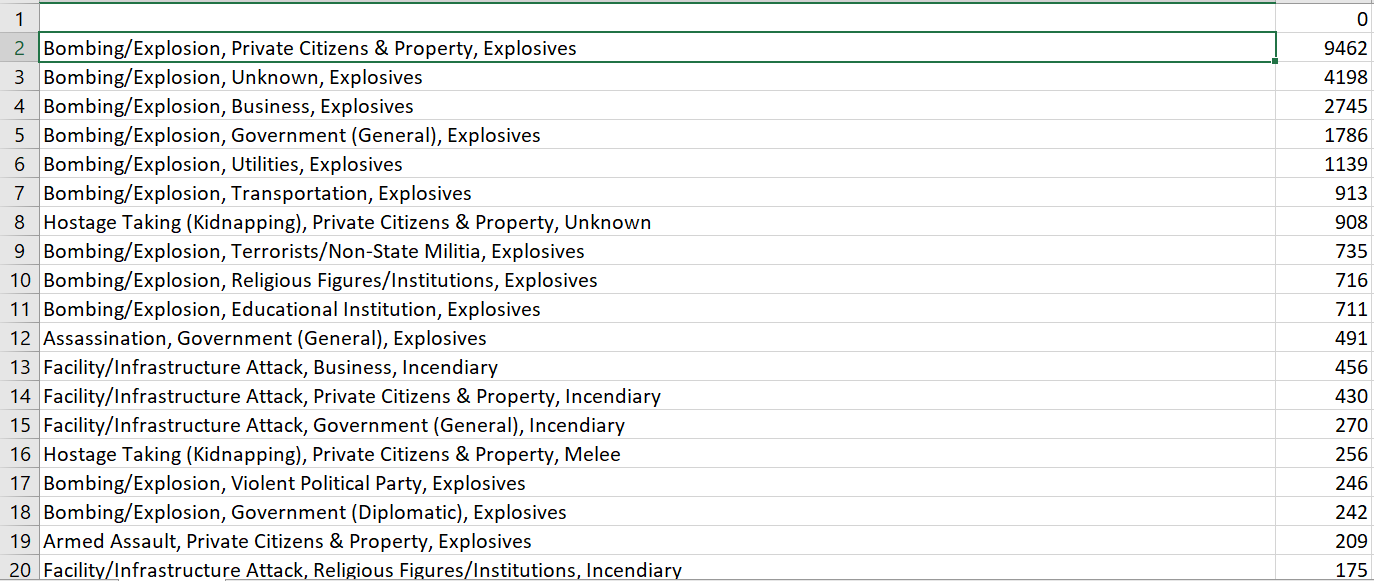 1 0
2 Bombing/Explosion, Private Citizens & Property, Explosives 9462
3 Bombing/Explosion, Unknown, Explosives 4198
4 Bombing/Explosion, Business, Explosives 2745
5 Bombing/Explosion, Government (General), Explosives 1786
6 Bombing/Explosion, Utilities, Explosives 1139
7 Bombing/Explosion, Transportation, Explosives 913
8 Hostage Taking (Kidnapping), Private Citizens & Property, Unknown 908
9 Bombing/Explosion, Terrorists/Non-State Militia, Explosives 735
10 Bombing/Explosion, Religious Figures/Institutions, Explosives 716
11 Bombing/Explosion, Educational Institution, Explosives 711
12 Assassination, Government (General), Explosives 491
13 Facility/Infrastructure Attack, Business, Incendiary 456
14 Facility/Infrastructure Attack, Private Citizens & Property, Incendiary 430
15 Facility/Infrastructure Attack, Government (General), Incendiary 270
16 Hostage Taking (Kidnapping), Private Citizens & Property, Melee 256
17 Bombing/Explosion, Violent Political Party, Explosives 246
18 Bombing/Explosion, Government (Diplomatic), Explosives 242
19 Armed Assault, Private Citizens & Property, Explosives 209
20 Facility/Infrastructure Attack, Religious Figures/Institutions, Incendiary 175